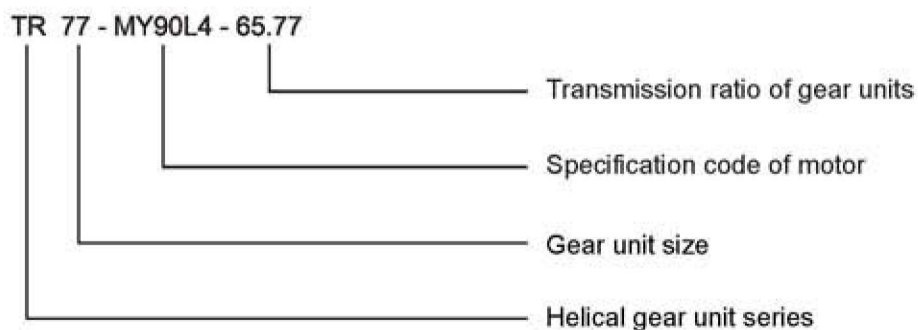 TR 77 - MY90L4 - 65.77
Transmission ratio of gear units
Specification code of motor
Gear unit size
Helical gear unit series